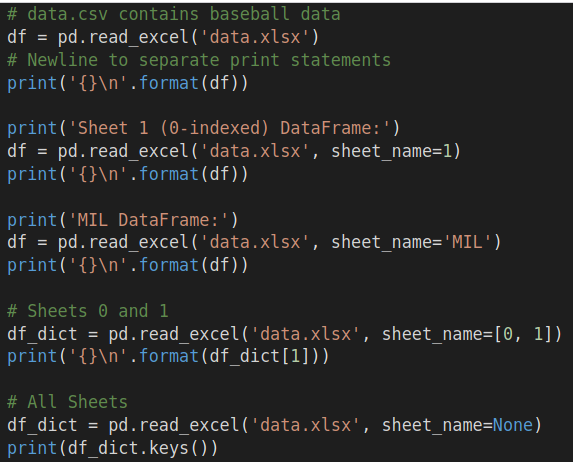 # data.csv contains baseball data
df = pd.read_excel('data.xlsx')
# Newline to separate print statements
print('{}\n'.format(df))

print('Sheet 1 (0-indexed) DataFrame:')
df = pd.read_excel('data.xlsx', sheet_name=1)
print('{}\n'.format(df))

print('MIL DataFrame:')
df = pd.read_excel('data.xlsx', sheet_name='MIL')
print('{}\n'.format(df))

# Sheets 0 and 1
df_dict = pd.read_excel('data.xlsx', sheet_name=[0, 1])
print('{}\n'.format(df_dict[1]))

# All Sheets
df_dict = pd.read_excel('data.xlsx', sheet_name=None)
print(df_dict.keys())